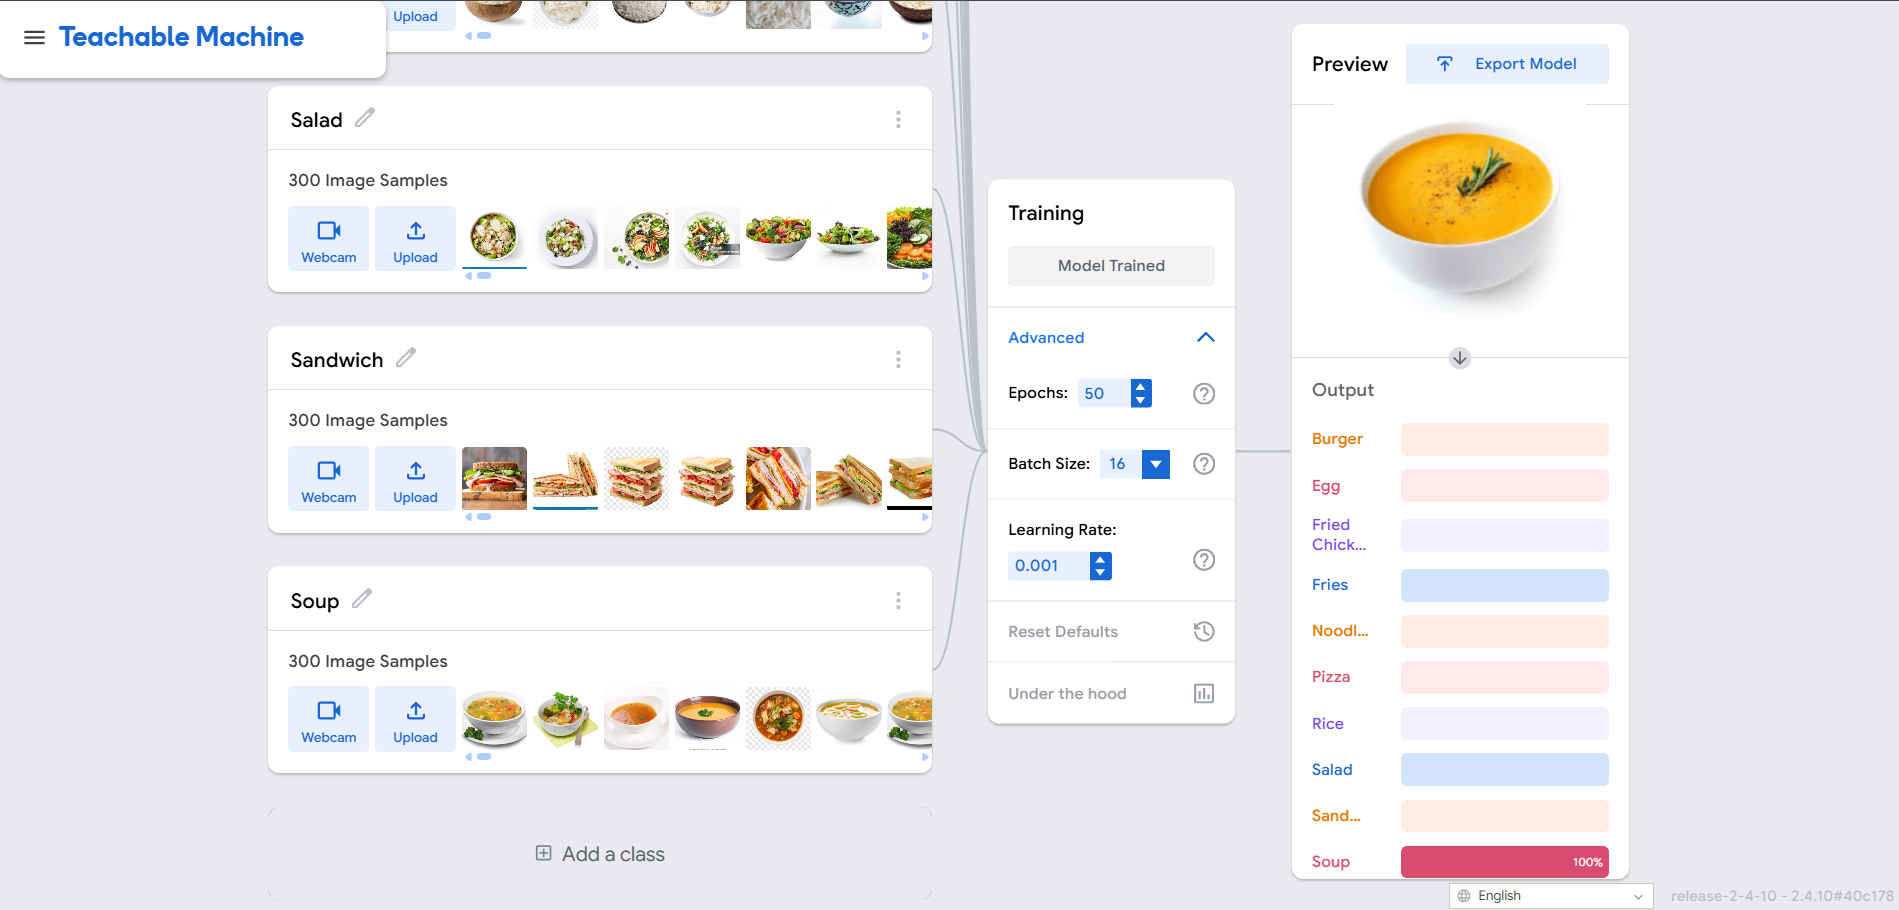 Teachable Machine
Upload
Salad
300 Image Samples
Webcam
Upload
Sandwich
300 Image Samples
Webcam
Upload
Soup
300 Image Samples
Webcam
Upload
Add a class
Training
Model Trained
Advanced
Epochs: 50
Batch Size: 16
Learning Rate:
0.001
Reset Defaults
Under the hood
Preview
Export Model
Output
Burger
Egg
Fried
Chick...
Fries
Noodl...
Pizza
Rice
Salad
Sand...
Soup 100%
English
release-2-4-10 - 2.4.10#40c178